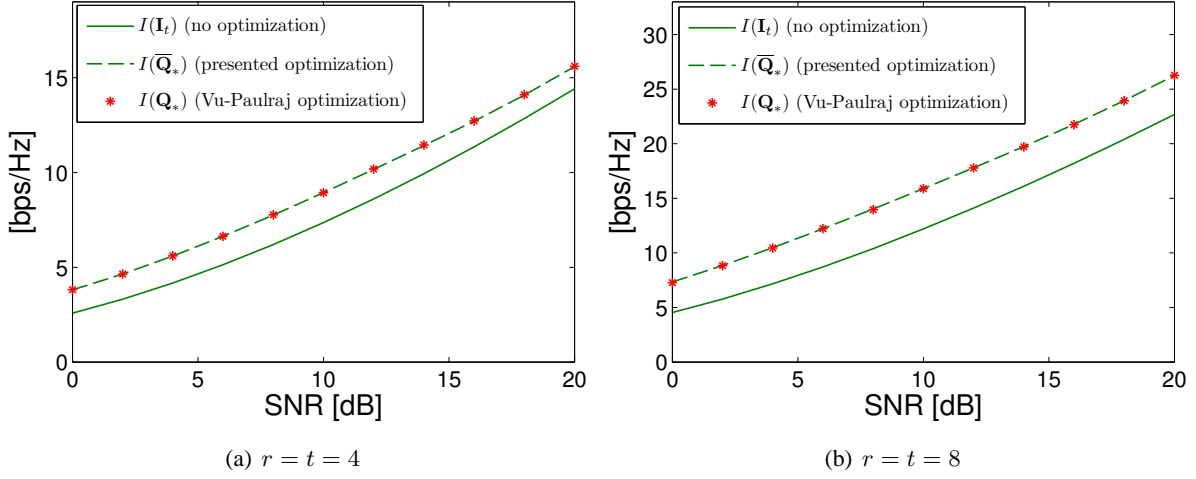 I(I_t) (no optimization)
I(Q̅_*) (presented optimization)
I(Q_*) (Vu-Paulraj optimization)
15
10
5
0
[bps/Hz]
0 5 10 15 20
SNR [dB]
(a) r = t = 4
I(I_t) (no optimization)
I(Q̅_*) (presented optimization)
I(Q_*) (Vu-Paulraj optimization)
30
25
20
15
10
5
0
[bps/Hz]
0 5 10 15 20
SNR [dB]
(b) r = t = 8